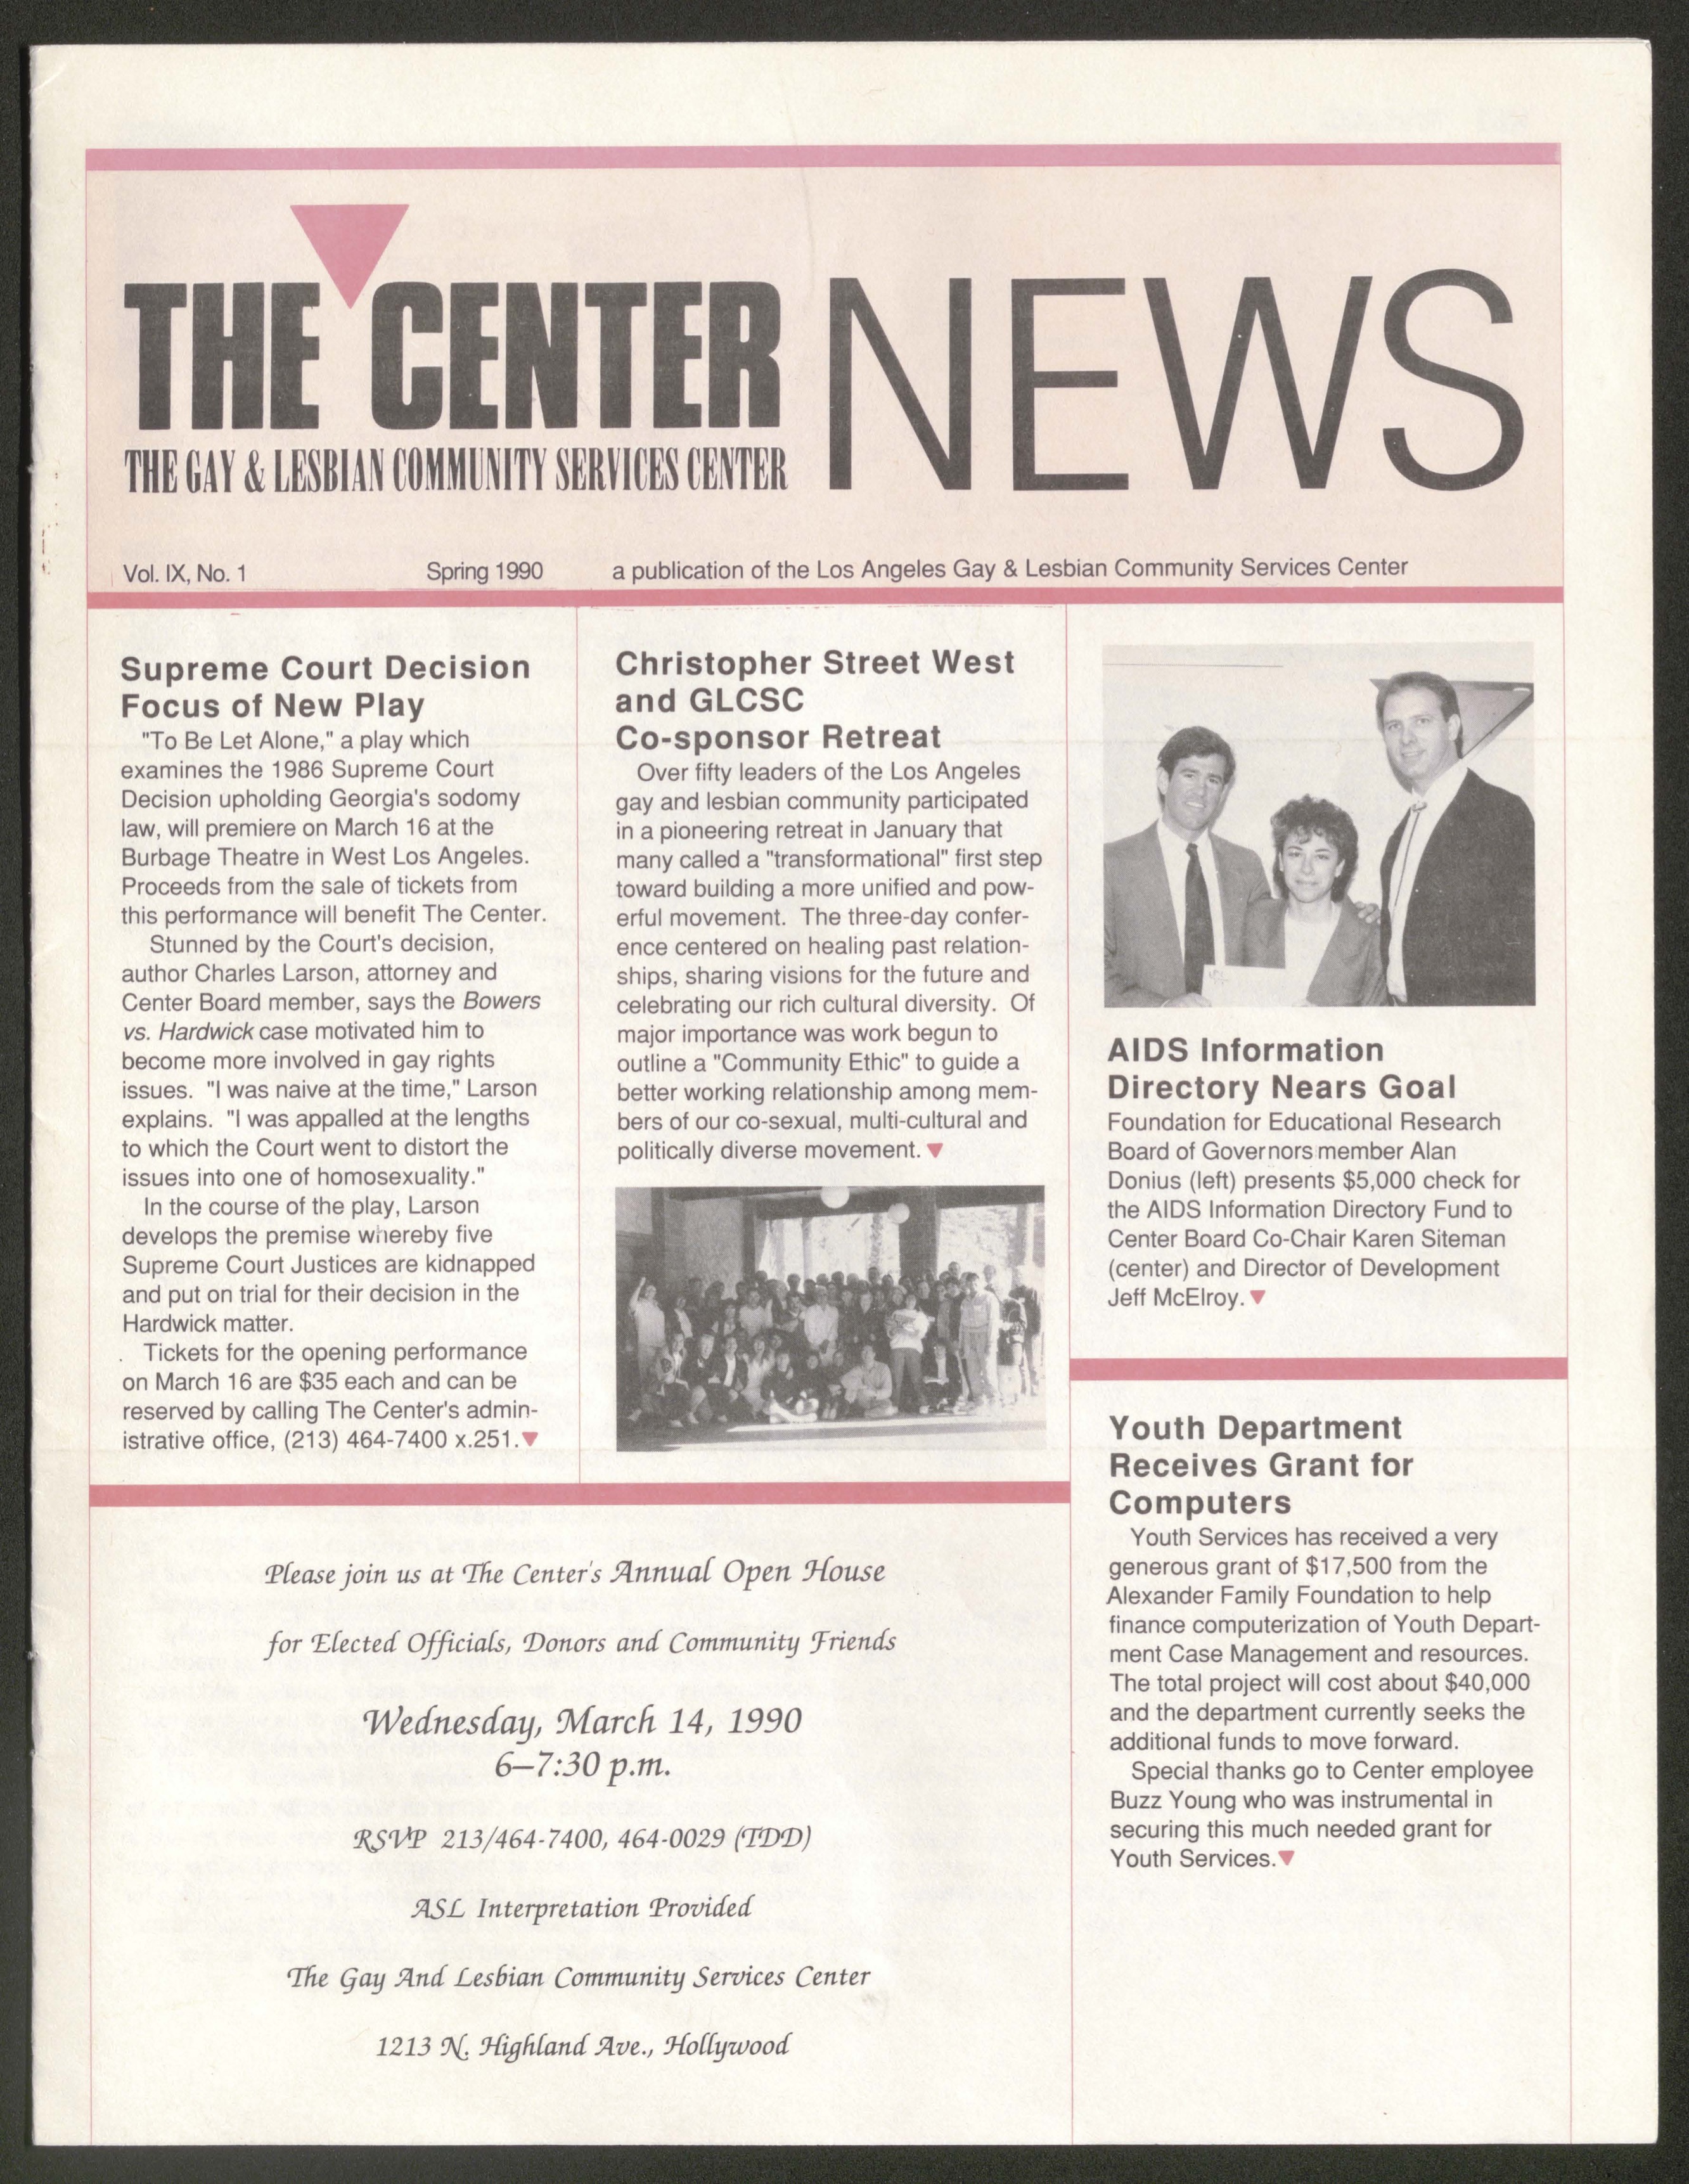 THE CENTER NEWS
THE GAY & LESBIAN COMMUNITY SERVICES CENTER
Vol. IX, No. 1 Spring 1990 a publication of the Los Angeles Gay & Lesbian Community Services Center
Supreme Court Decision
Focus of New Play
"To Be Let Alone," a play which
examines the 1986 Supreme Court
Decision upholding Georgia's sodomy
law, will premiere on March 16 at the
Burbage Theatre in West Los Angeles.
Proceeds from the sale of tickets from
this performance will benefit The Center.
Stunned by the Court's decision,
author Charles Larson, attorney and
Center Board member, says the Bowers
vs. Hardwick case motivated him to
become more involved in gay rights
issues. "I was naive at the time," Larson
explains. "I was appalled at the lengths
to which the Court went to distort the
issues into one of homosexuality."
In the course of the play, Larson
develops the premise whereby five
Supreme Court Justices are kidnapped
and put on trial for their decision in the
Hardwick matter.
Tickets for the opening performance
on March 16 are $35 each and can be
reserved by calling The Center's admin-
istrative office, (213) 464-7400 x.251.
Christopher Street West
and GLCSC
Co-sponsor Retreat
Over fifty leaders of the Los Angeles
gay and lesbian community participated
in a pioneering retreat in January that
many called a "transformational" first step
toward building a more unified and pow-
erful movement. The three-day confer-
ence centered on healing past relation-
ships, sharing visions for the future and
celebrating our rich cultural diversity. Of
major importance was work begun to
outline a "Community Ethic" to guide a
better working relationship among mem-
bers of our co-sexual, multi-cultural and
politically diverse movement.
AIDS Information
Directory Nears Goal
Foundation for Educational Research
Board of Governors member Alan
Donius (left) presents $5,000 check for
the AIDS Information Directory Fund to
Center Board Co-Chair Karen Siteman
(center) and Director of Development
Jeff McElroy.
Youth Department
Receives Grant for
Computers
Youth Services has received a very
generous grant of $17,500 from the
Alexander Family Foundation to help
finance computerization of Youth Depart-
ment Case Management and resources.
The total project will cost about $40,000
and the department currently seeks the
additional funds to move forward.
Special thanks go to Center employee
Buzz Young who was instrumental in
securing this much needed grant for
Youth Services.
Please join us at The Center's Annual Open House
for Elected Officials, Donors and Community Friends
Wednesday, March 14, 1990
6–7:30 p.m.
RSVP 213/464-7400, 464-0029 (TDD)
ASL Interpretation Provided
The Gay And Lesbian Community Services Center
1213 N. Highland Ave., Hollywood